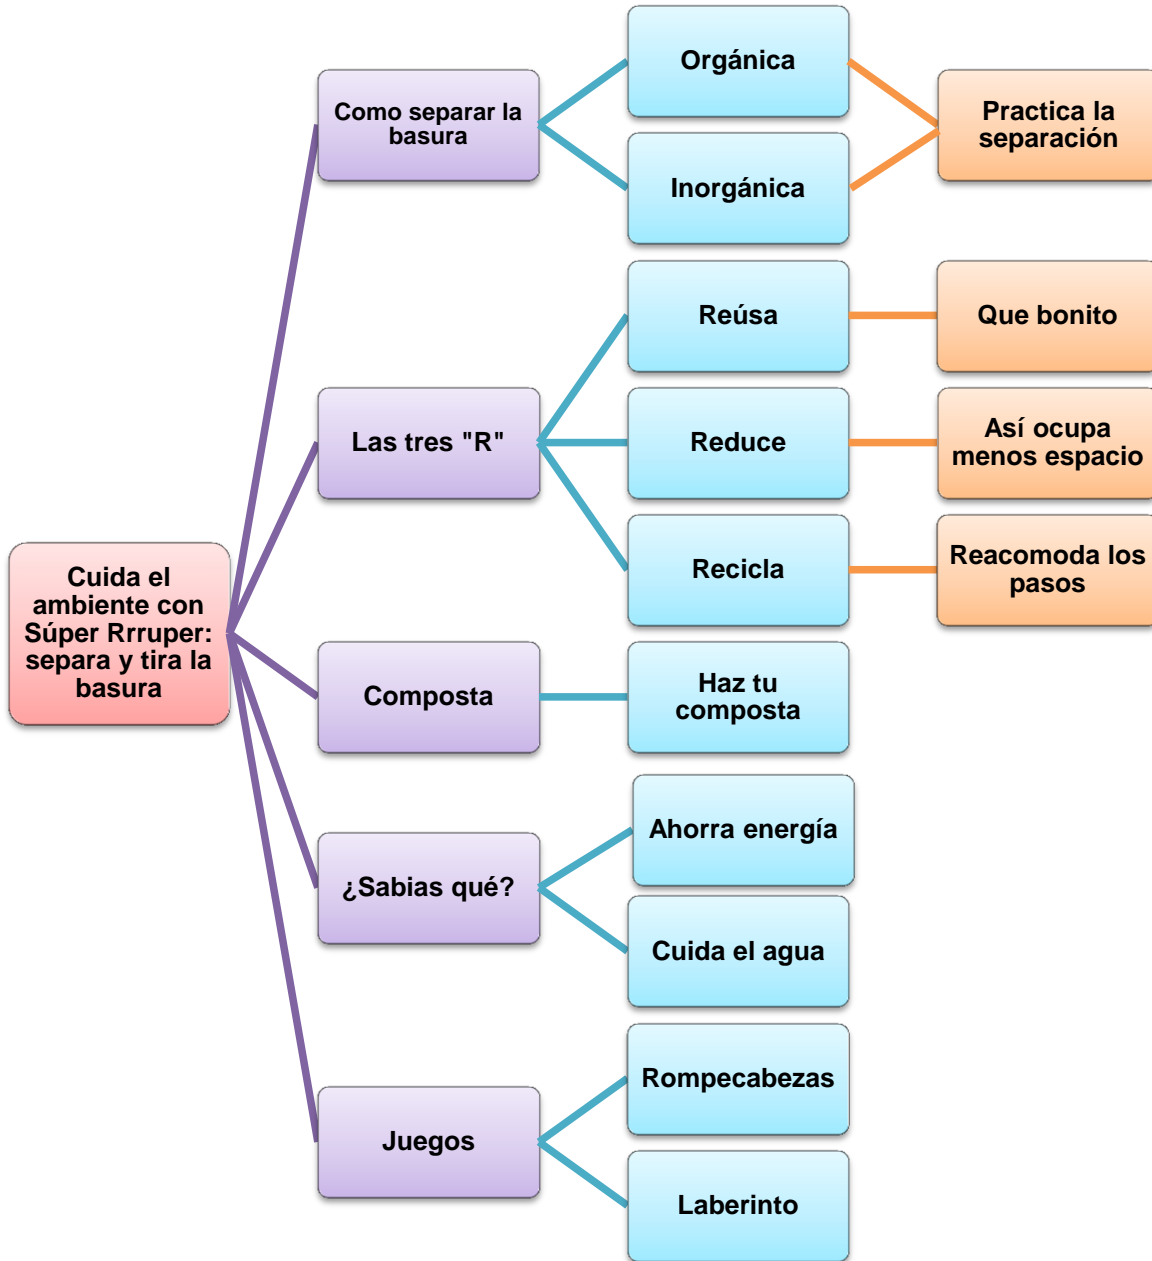 Cuida el
ambiente con
Súper Rrruper:
separa y tira la
basura
Como separar la
basura
Orgánica
Inorgánica
Practica la
separación
Las tres "R"
Reúsa
Que bonito
Reduce
Así ocupa
menos espacio
Recicla
Reacomoda los
pasos
Composta
Haz tu
composta
¿Sabias qué?
Ahorra energía
Cuida el agua
Juegos
Rompecabezas
Laberinto